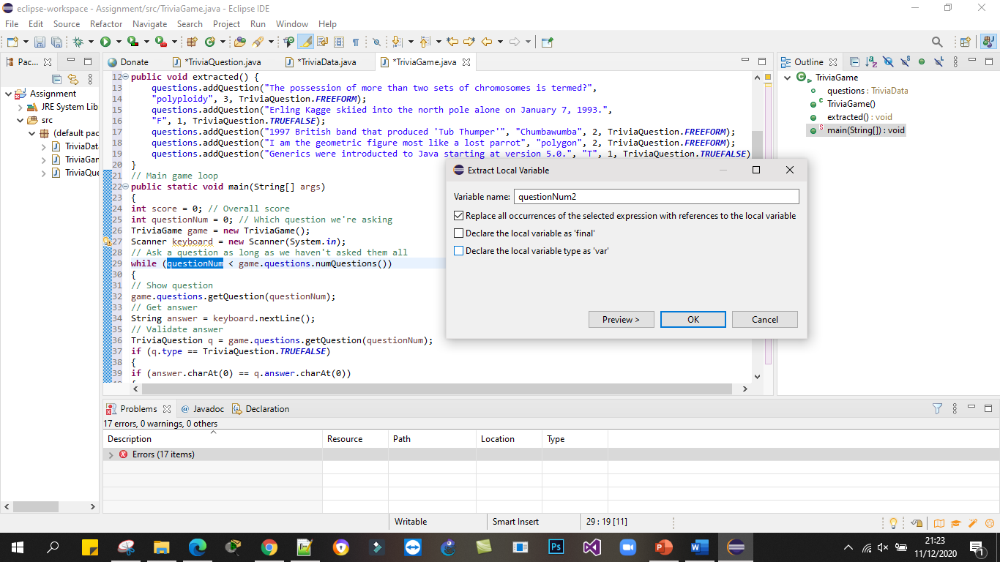 eclipse-workspace - Assignment/src/TriviaGame.java - Eclipse IDE
File Edit Source Refactor Navigate Search Project Run Window Help
Pac...
Donate *TriviaQuestion.java *TriviaData.java *TriviaGame.java
Outline
Assignment
JRE System Lib
src
(default pac
TriviaDat
TriviaGan
TriviaQue
12 public void extracted() {
13 questions.addQuestion("The possession of more than two sets of chromosomes is termed?",
14 "polyploidy", 3, TriviaQuestion.FREEFORM);
15 questions.addQuestion("Erling Kagge skiied into the north pole alone on January 7, 1993.",
16 "F", 1, TriviaQuestion.TRUEFALSE);
17 questions.addQuestion("1997 British band that produced 'Tub Thumper'", "Chumbawumba", 2, TriviaQuestion.FREEFORM);
18 questions.addQuestion("I am the geometric figure most like a lost parrot", "polygon", 2, TriviaQuestion.FREEFORM);
19 questions.addQuestion("Generics were introducted to Java starting at version 5.0.", "T", 1, TriviaQuestion.TRUEFALSE)
20 }
21 // Main game loop
22 public static void main(String[] args)
23 {
24 int score = 0; // Overall score
25 int questionNum = 0; // Which question we're asking
26 TriviaGame game = new TriviaGame();
27 Scanner keyboard = new Scanner(System.in);
28 // Ask a question as long as we haven't asked them all
29 while (questionNum < game.questions.numQuestions())
30 {
31 // Show question
32 game.questions.getQuestion(questionNum);
33 // Get answer
34 String answer = keyboard.nextLine();
35 // Validate answer
36 TriviaQuestion q = game.questions.getQuestion(questionNum);
37 if (q.type == TriviaQuestion.TRUEFALSE)
38 {
39 if (answer.charAt(0) == q.answer.charAt(0))
TriviaGame
questions : TriviaData
TriviaGame()
extracted() : void
main(String[]) : void
Extract Local Variable
Variable name: questionNum2
Replace all occurrences of the selected expression with references to the local variable
Declare the local variable as 'final'
Declare the local variable type as 'var'
Preview > OK Cancel
Problems @ Javadoc Declaration
17 errors, 0 warnings, 0 others
Description Resource Path Location Type
Errors (17 items)
Writable Smart Insert 29 : 19 [11]
21:23
11/12/2020
1